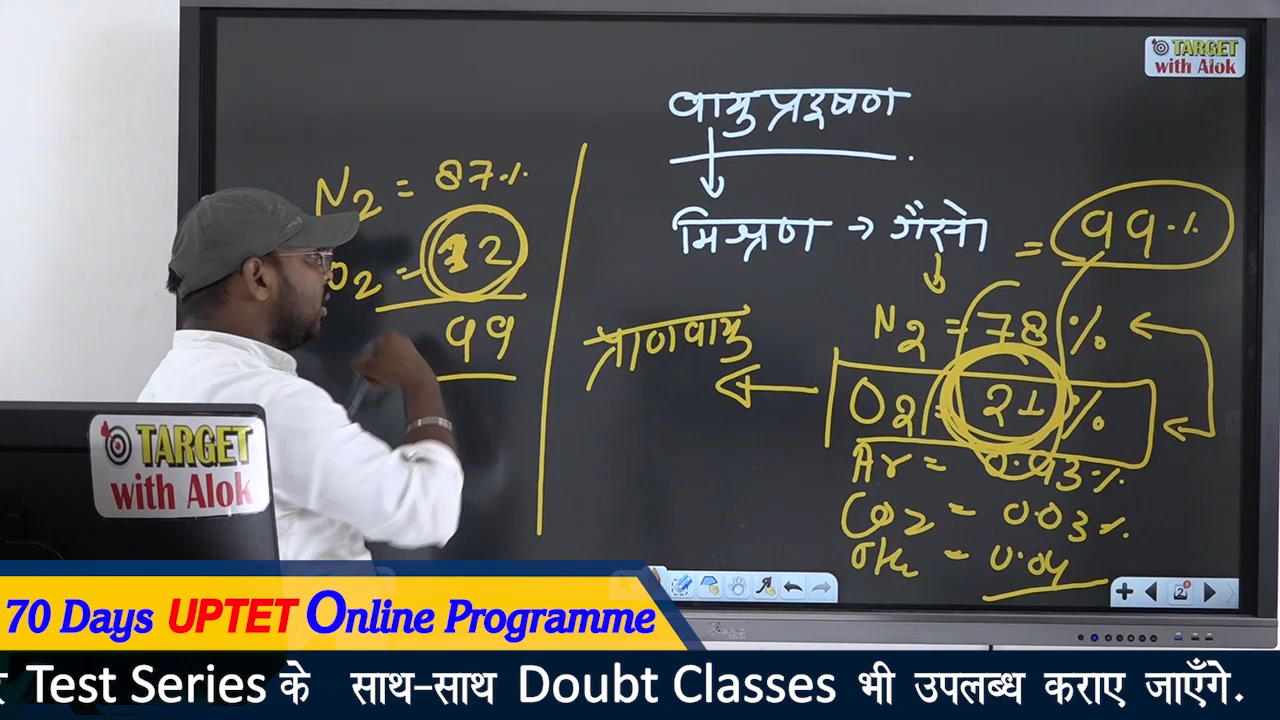 TARGET
with Alok
वायु प्रदूषण
मिश्रण → गैसो
= 99%
N2 = 78%
O2 = 21%
Ar = 0.93%
CO2 = 0.03%
= 0.04
प्राणवायु
N2 = 87%
O2 = 12
99
TARGET
with Alok
70 Days UPTET Online Programme
Test Series के साथ-साथ Doubt Classes भी उपलब्ध कराए जाएँगे.